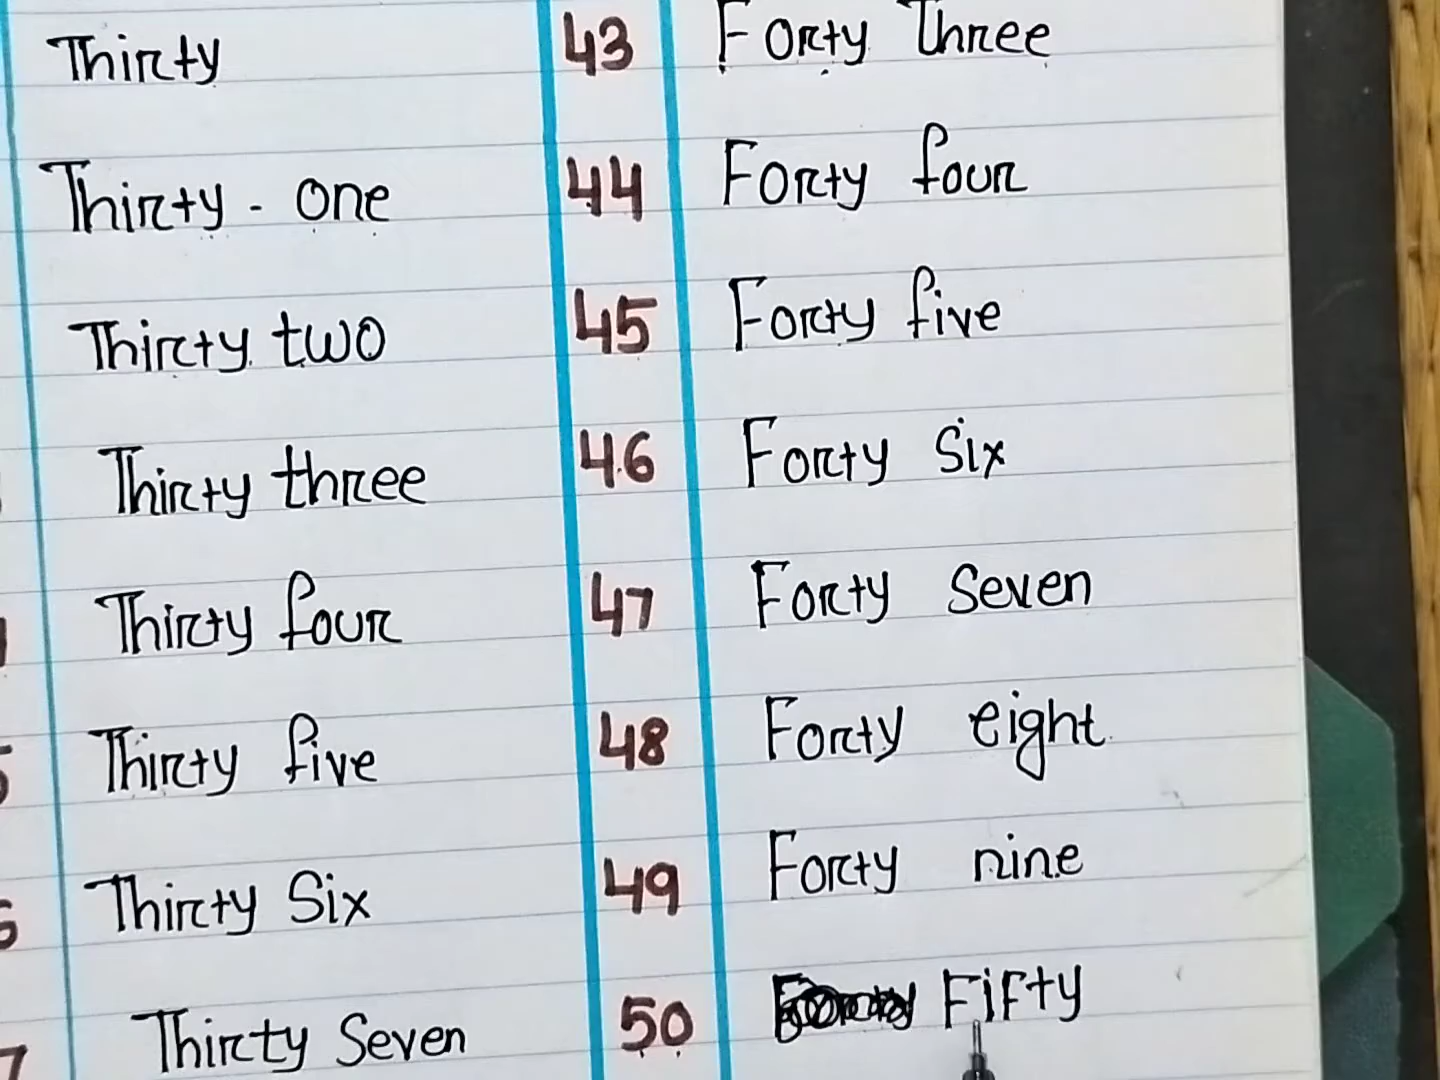 Thirty 43 Forty three
Thirty - one 44 Forty four
Thirty two 45 Forty five
Thirty three 46 Forty Six
Thirty four 47 Forty Seven
Thirty five 48 Forty eight
Thirty Six 49 Forty nine
Thirty Seven 50 Fifty